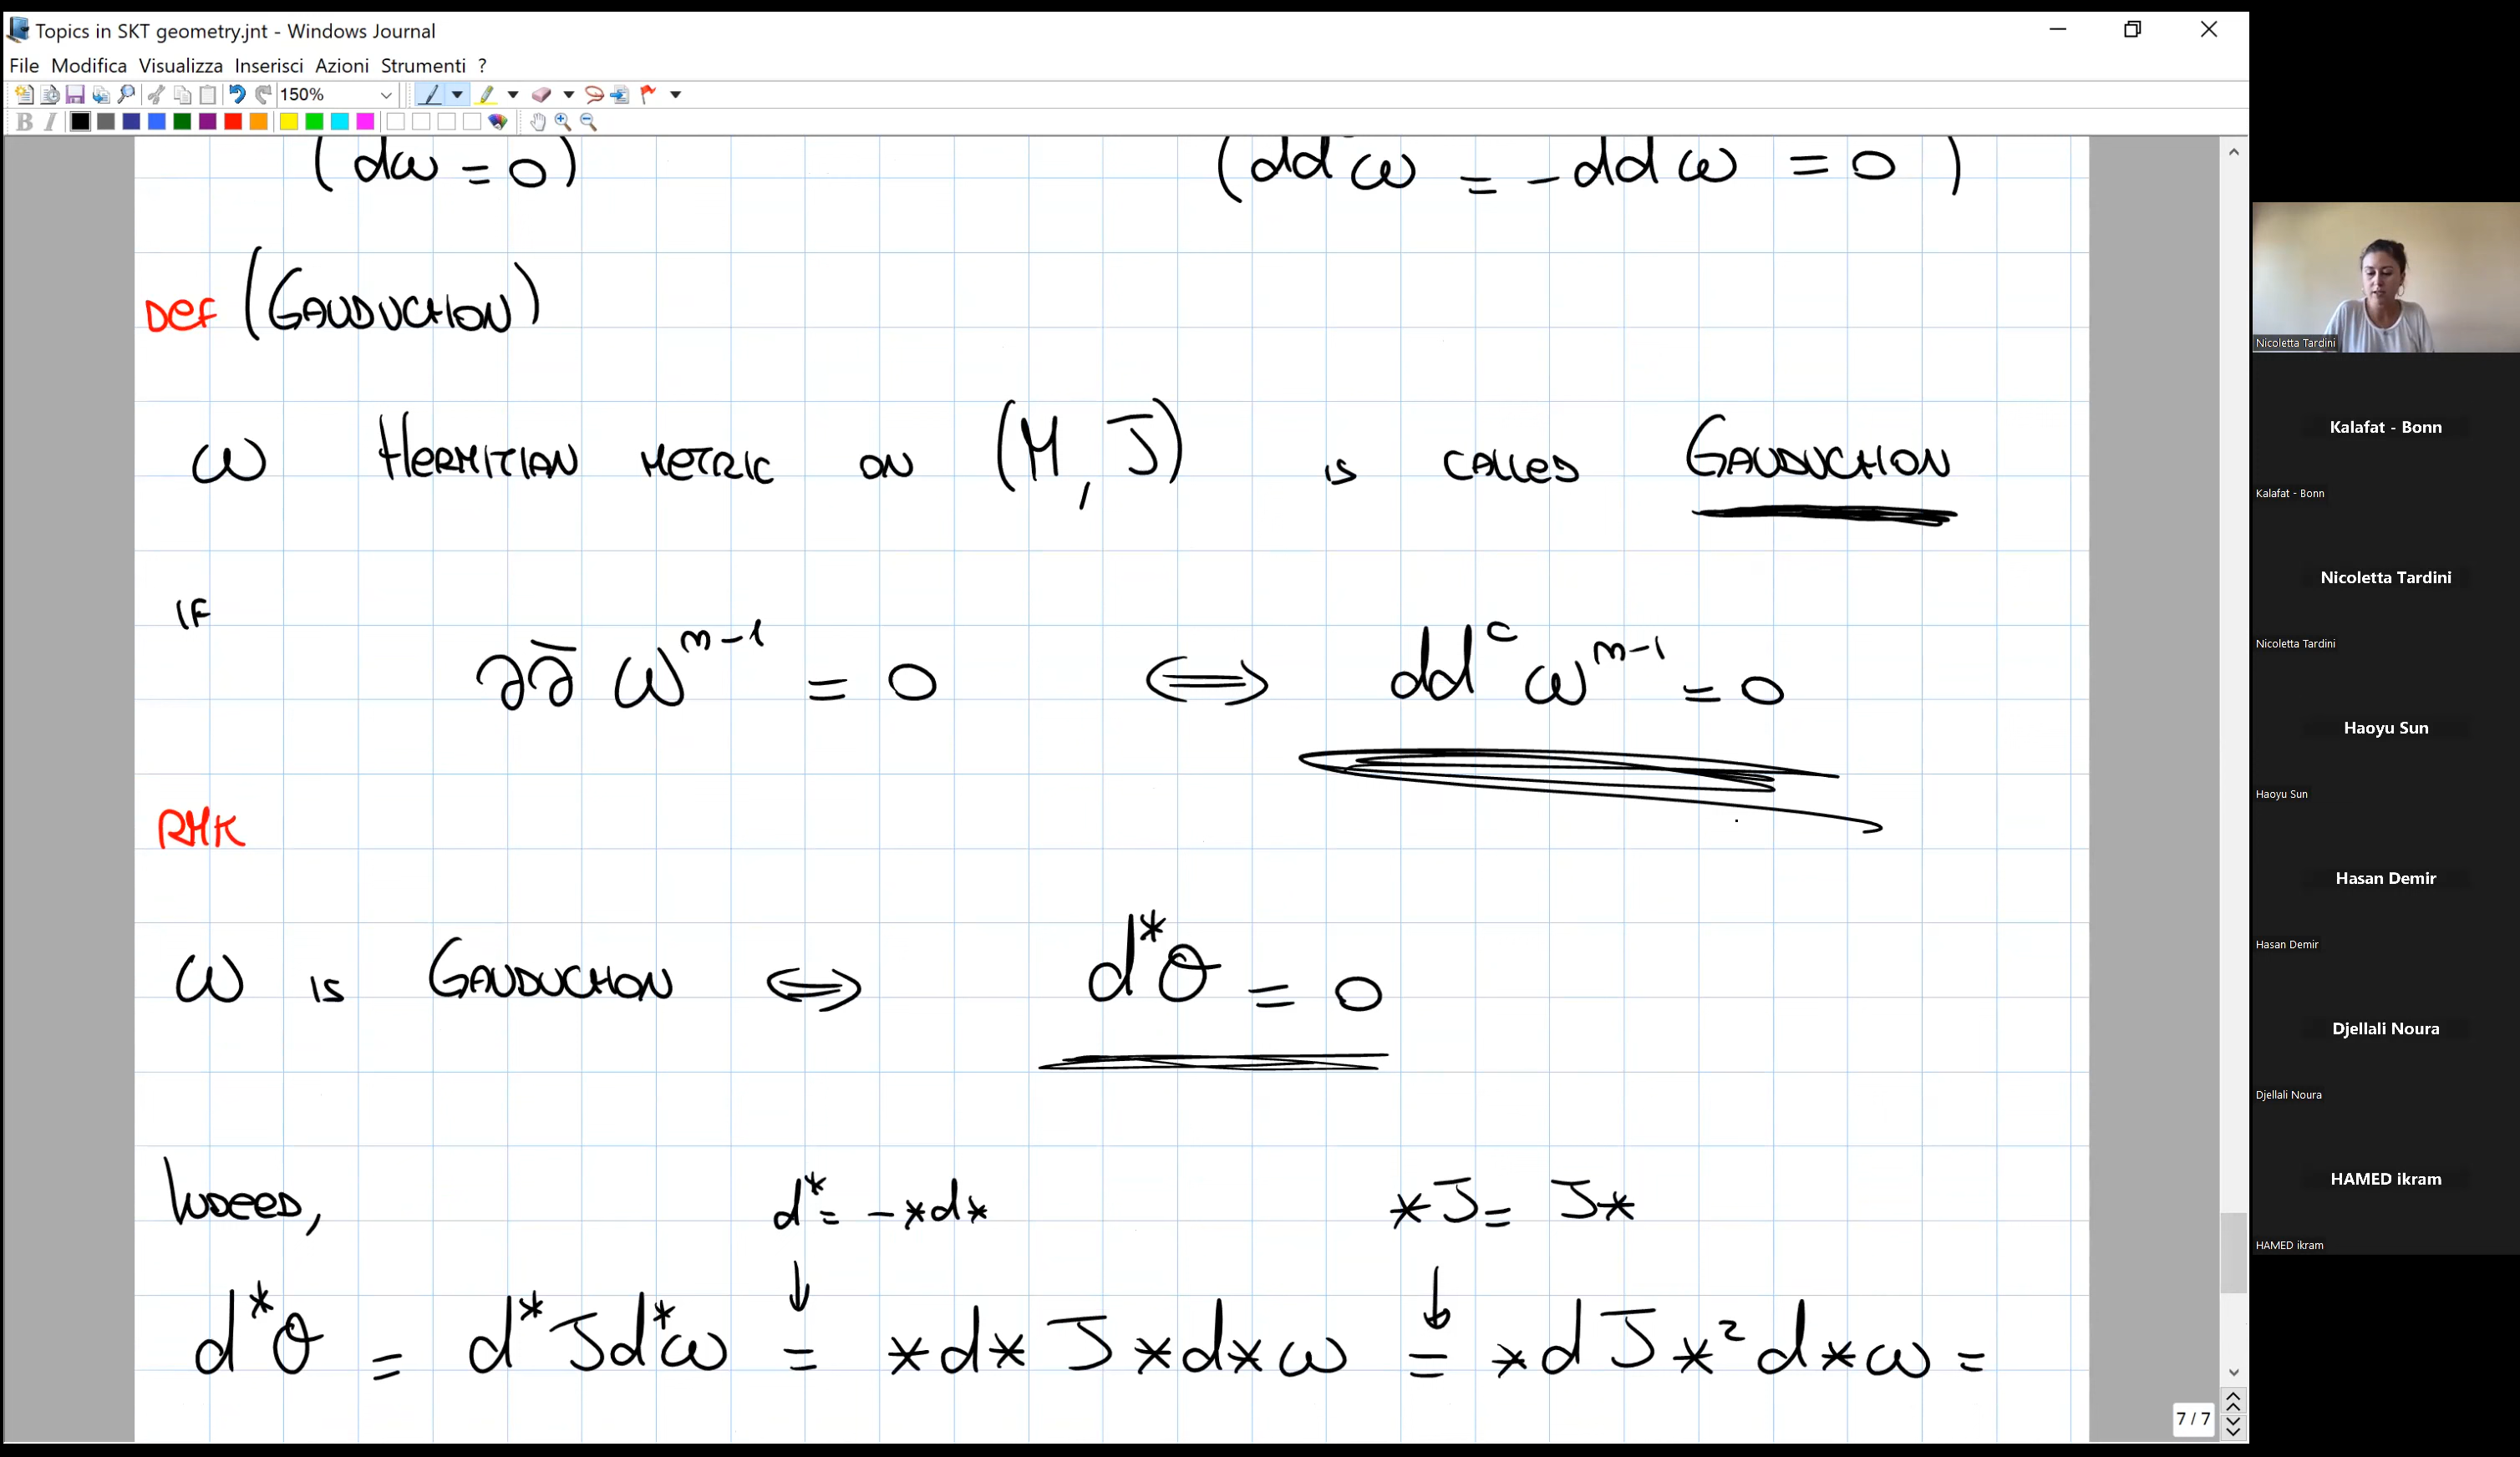 Topics in SKT geometry.jnt - Windows Journal
File Modifica Visualizza Inserisci Azioni Strumenti ?
150%
B I
(dω = 0) (ddᶜω = -ddω = 0)
Def (GAUDUCHON)
ω HERMITIAN METRIC ON (M, J) IS CALLED GAUDUCHON
IF
∂∂̄ ω^{n-1} = 0 ⟺ ddᶜ ω^{n-1} = 0
RMK
ω IS GAUDUCHON ⟺ d*θ = 0
INDEED, d* = -*d* *J = J*
↓ ↓
d*θ = d*Jd*ω = *d*J*d*ω = *dJ*²d*ω =
7 / 7
Nicoletta Tardini
Kalafat - Bonn
Kalafat - Bonn
Nicoletta Tardini
Nicoletta Tardini
Haoyu Sun
Haoyu Sun
Hasan Demir
Hasan Demir
Djellali Noura
Djellali Noura
HAMED ikram
HAMED ikram